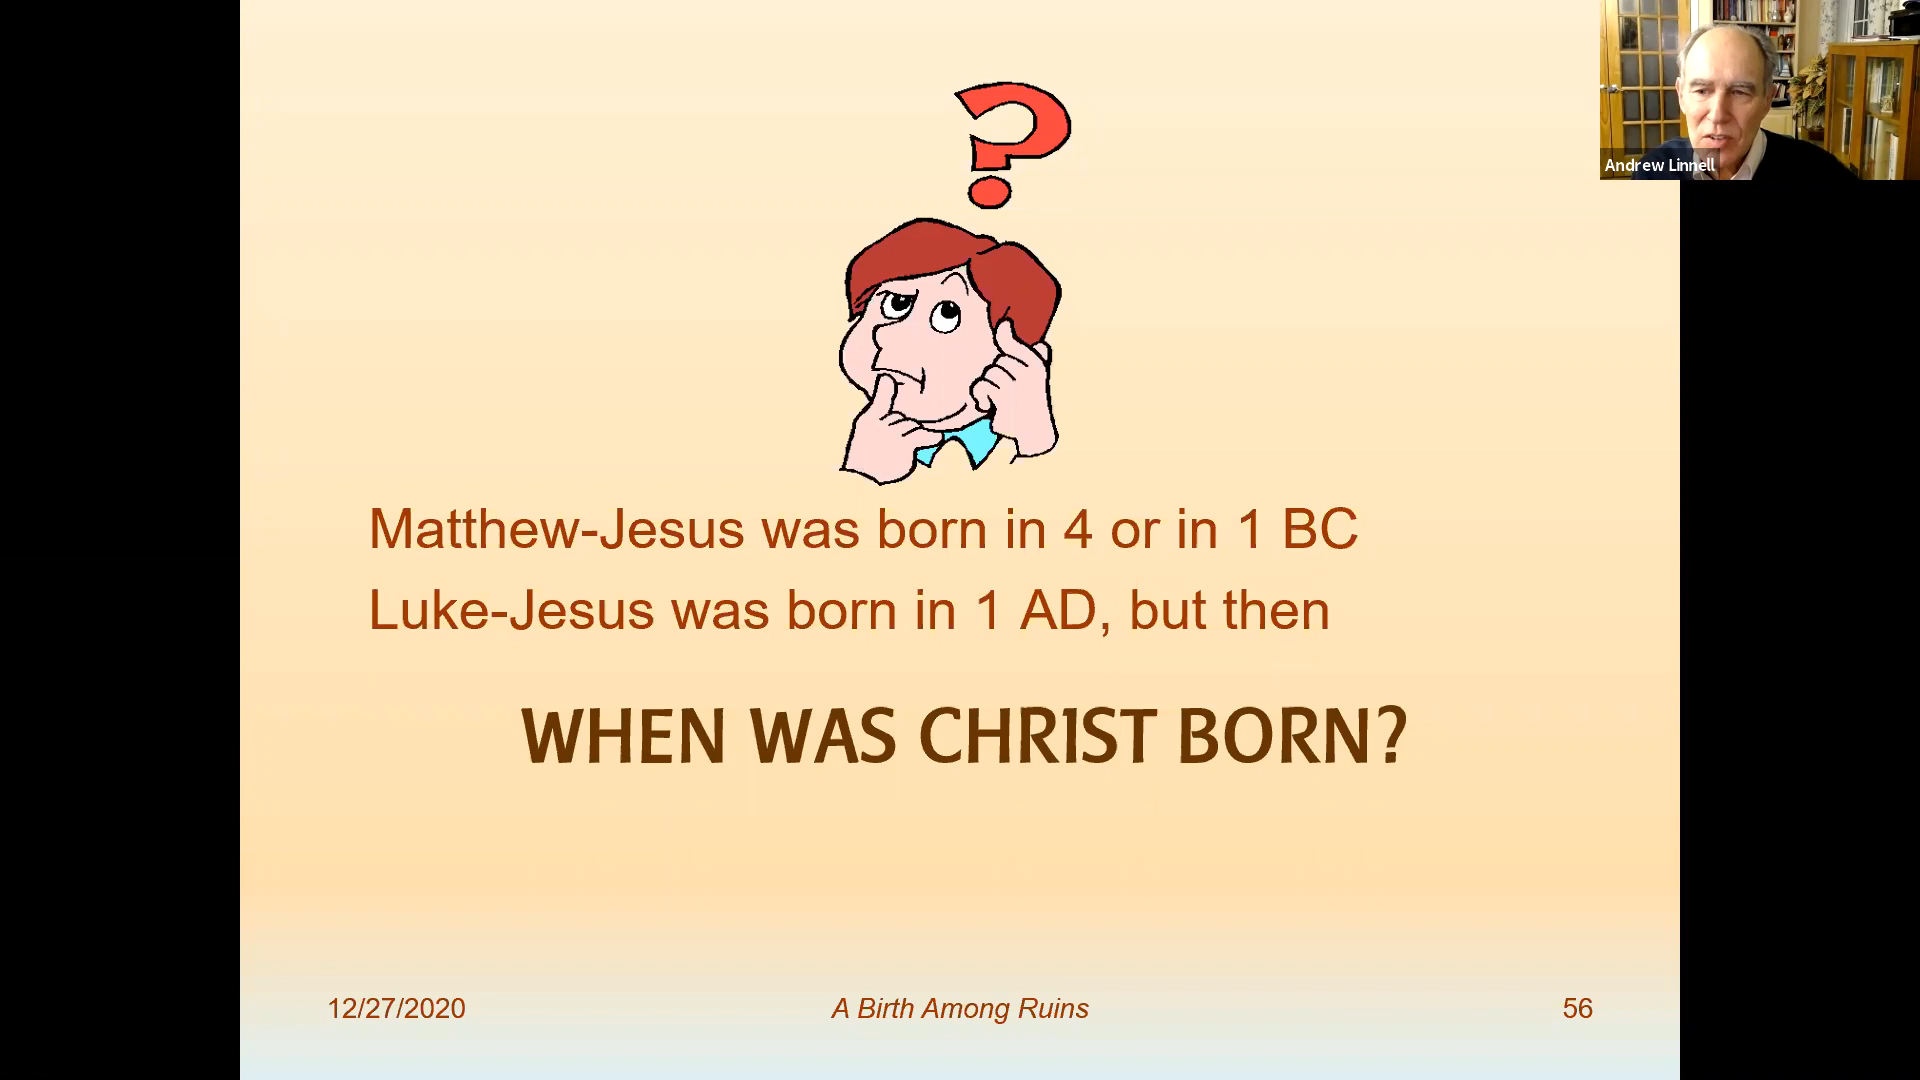 Andrew Linnell
?
Matthew-Jesus was born in 4 or in 1 BC
Luke-Jesus was born in 1 AD, but then
WHEN WAS CHRIST BORN?
12/27/2020
A Birth Among Ruins
56